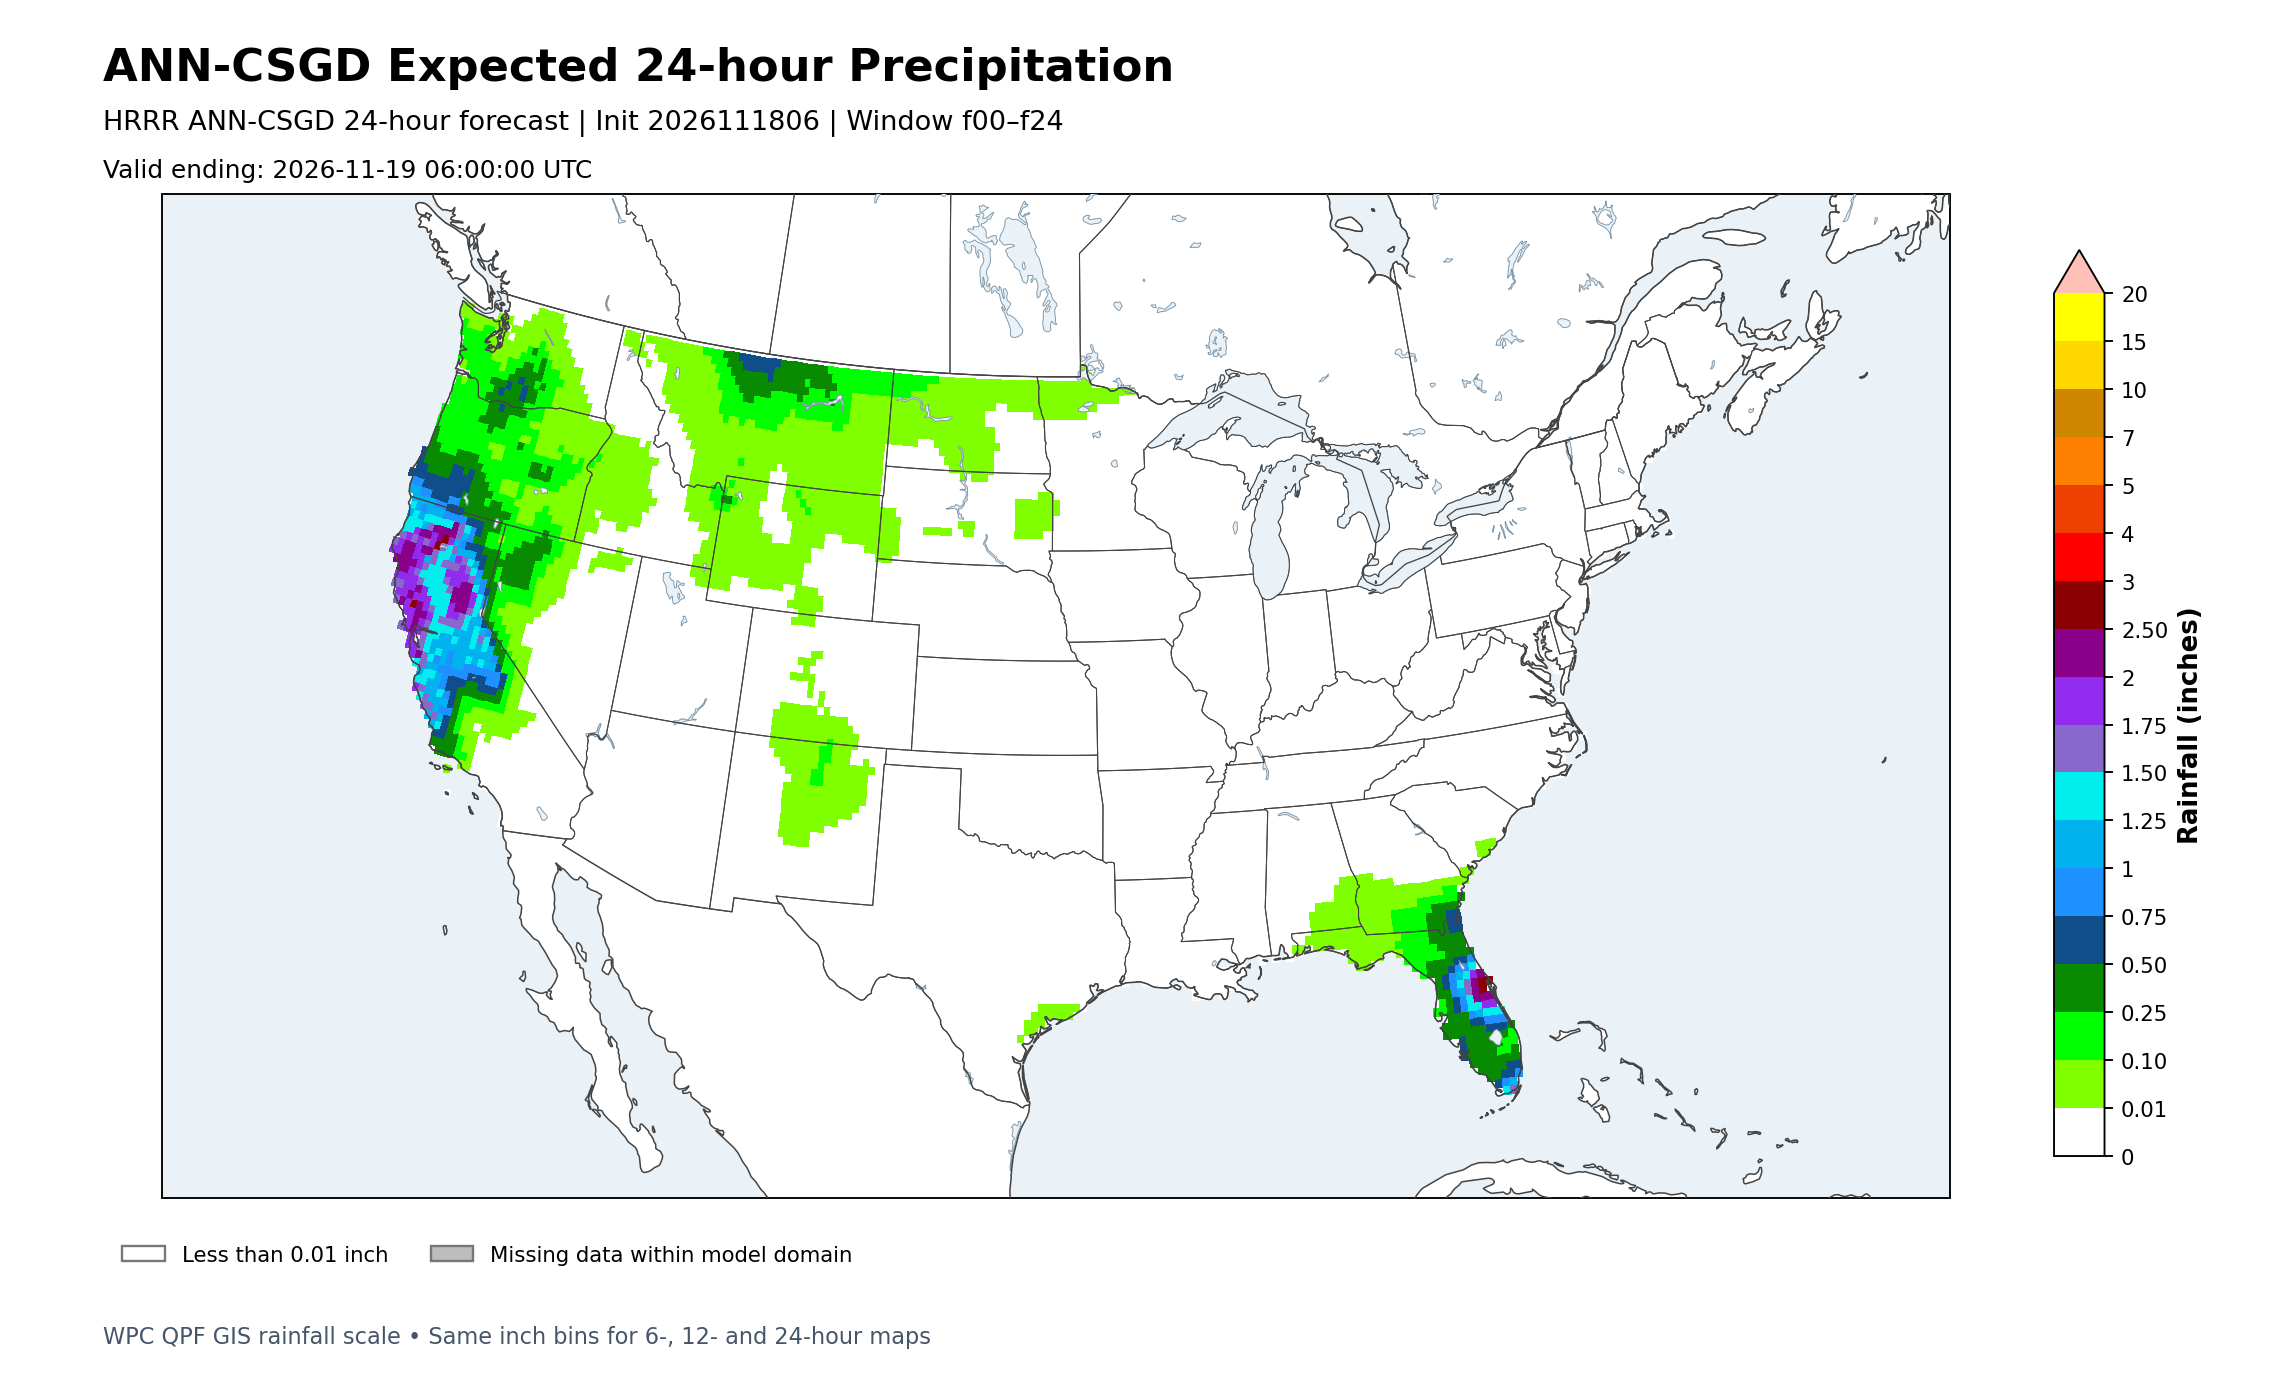 ANN-CSGD Expected 24-hour Precipitation
HRRR ANN-CSGD 24-hour forecast | Init 2026111806 | Window f00–f24
Valid ending: 2026-11-19 06:00:00 UTC
20
15
10
7
5
4
3
2.50
2
1.75
1.50
1.25
1
0.75
0.50
0.25
0.10
0.01
0
Rainfall (inches)
Less than 0.01 inch
Missing data within model domain
WPC QPF GIS rainfall scale • Same inch bins for 6-, 12- and 24-hour maps